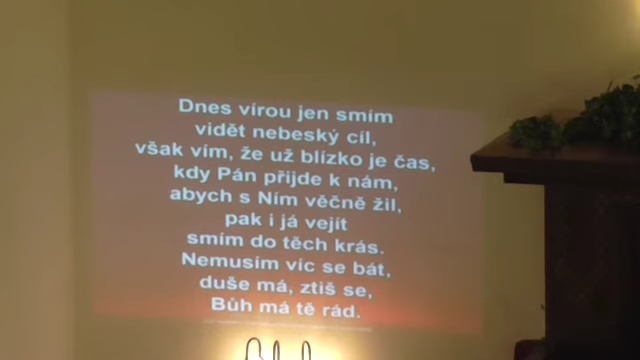 Dnes vírou jen smím
vidět nebeský cíl,
však vím, že už blízko je čas,
kdy Pán přijde k nám,
abych s Ním věčně žil,
pak i já vejít
smím do těch krás.
Nemusím víc se bát,
duše má, ztiš se,
Bůh má tě rád.